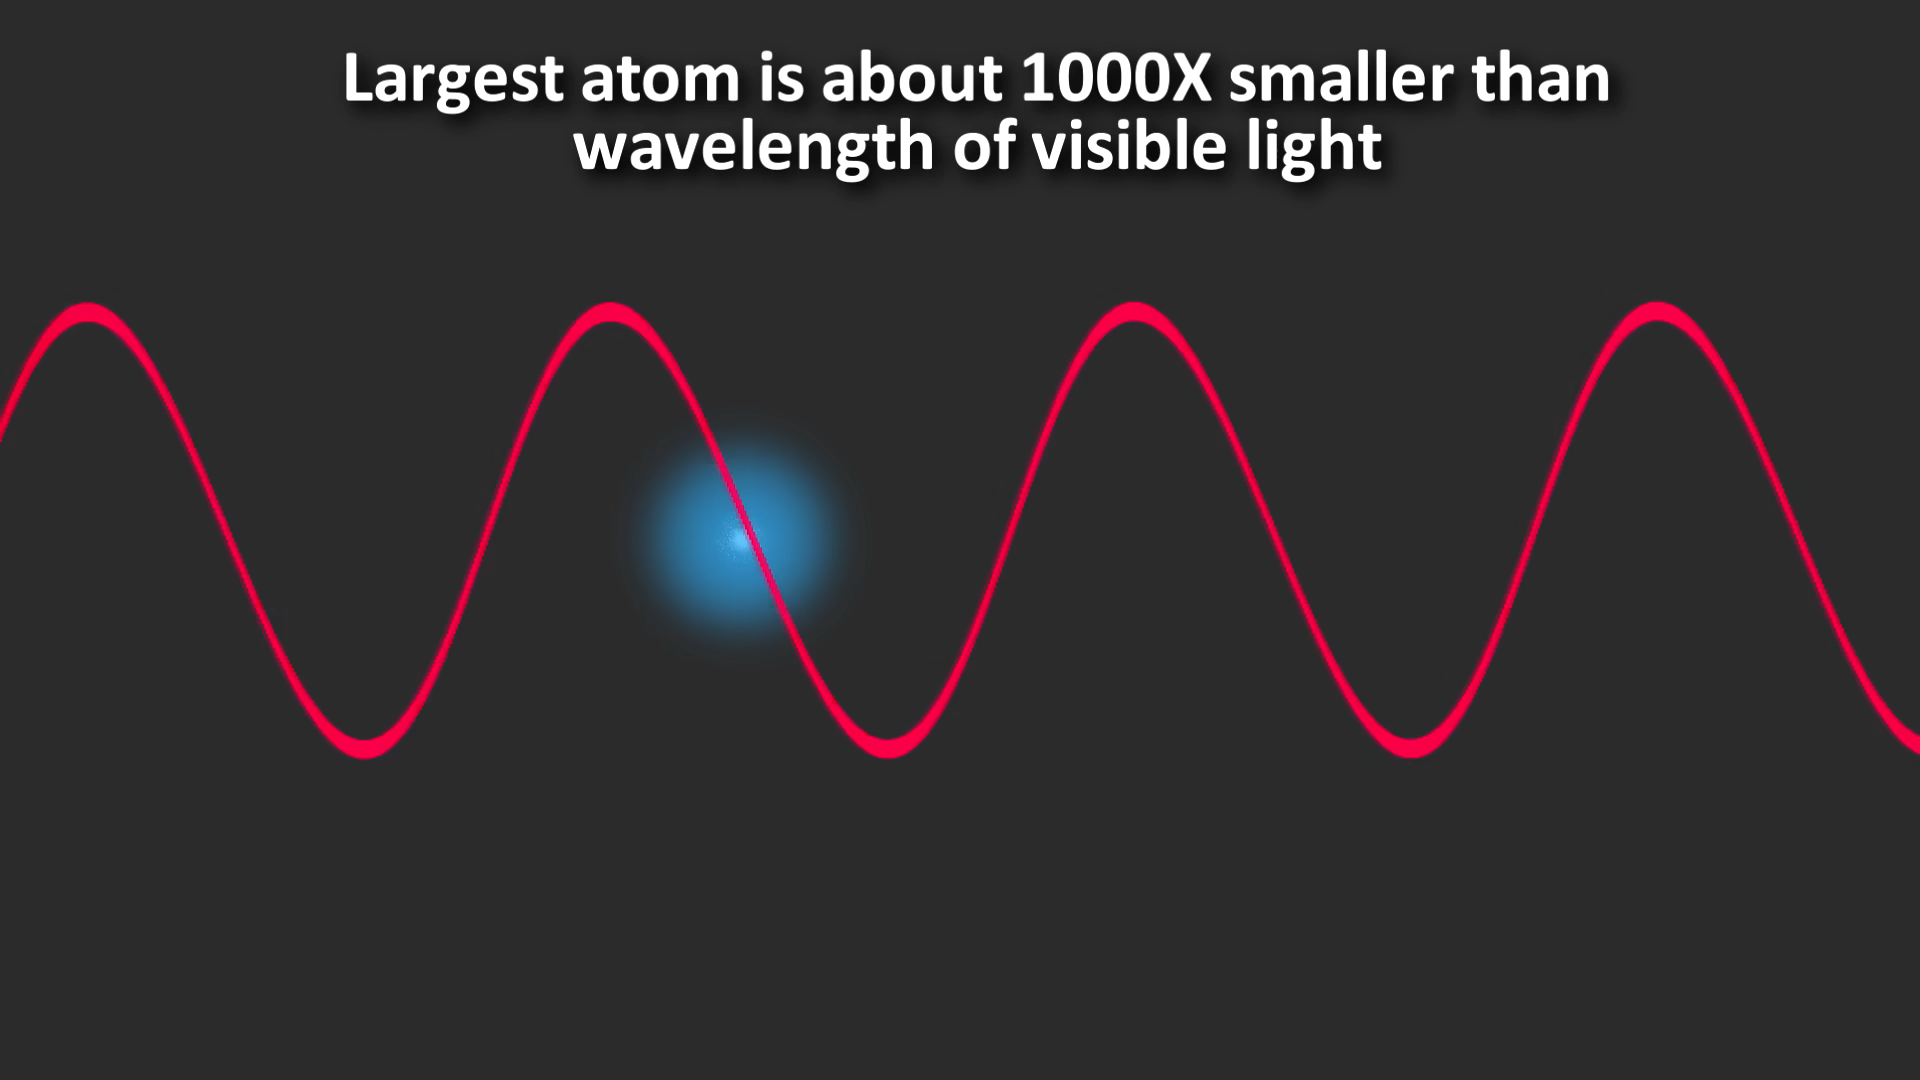 Largest atom is about 1000X smaller than
wavelength of visible light